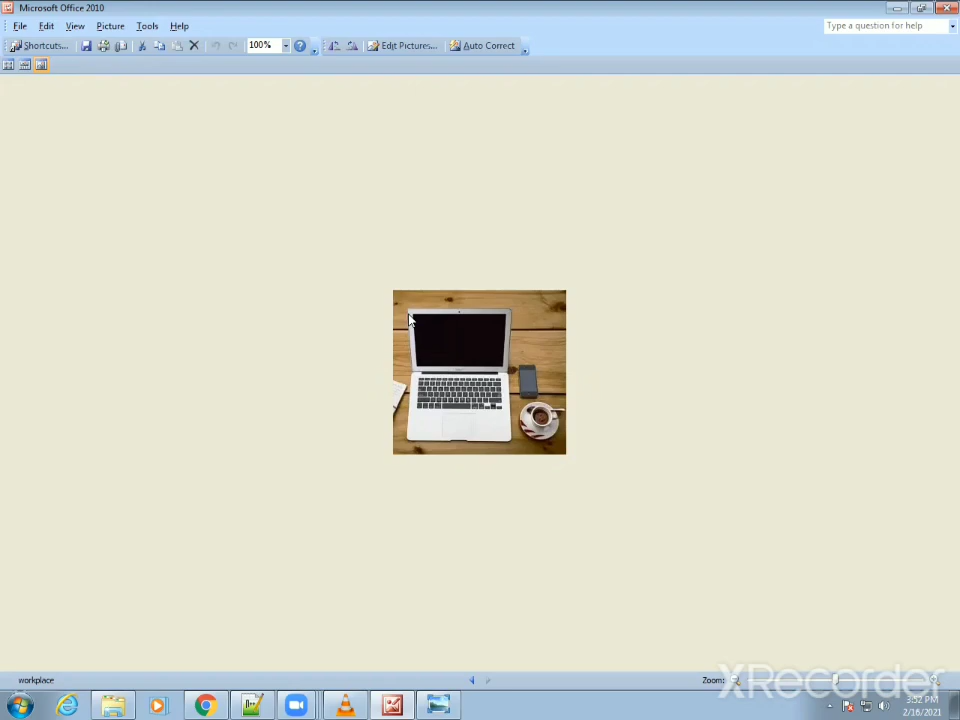 Microsoft Office 2010
File Edit View Picture Tools Help
Type a question for help
Shortcuts...
100%
Edit Pictures...
Auto Correct
workplace
Zoom:
XRecorder
3:52 PM
2/16/2021